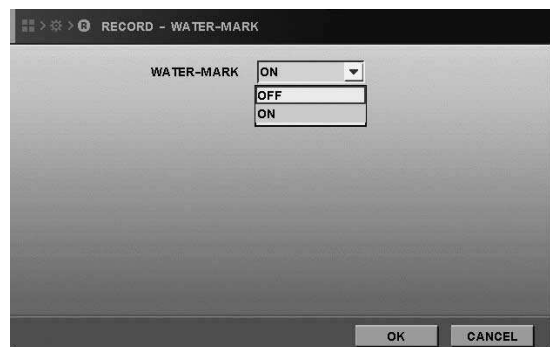 > > R RECORD - WATER-MARK
WATER-MARK ON
OFF
ON
OK CANCEL